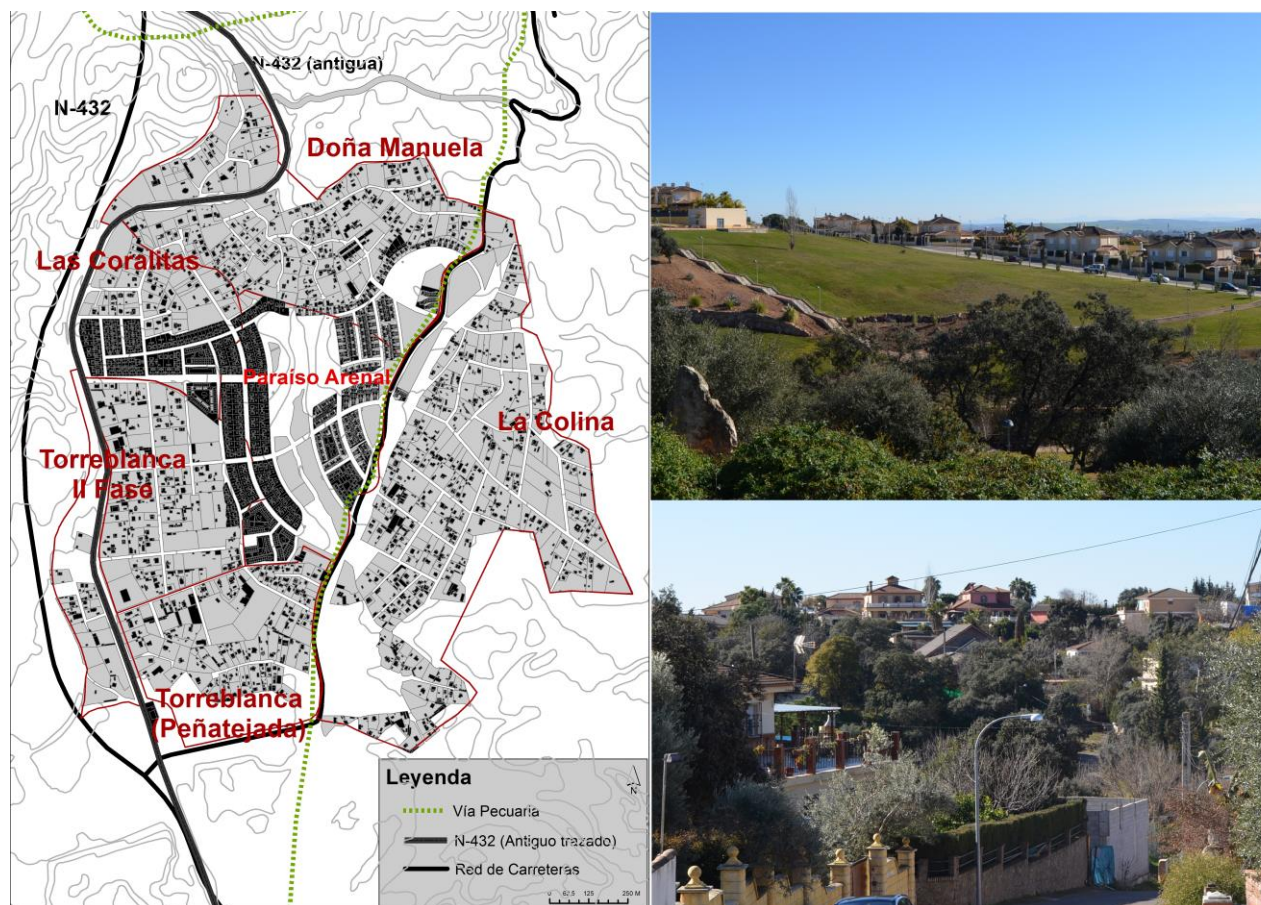 N-432 (antigua)
N-432
Doña Manuela
Las Coralitas
Paraiso Arenal
La Colina
Torreblanca
II Fase
Torreblanca
(Peñatejada)
Leyenda
N
Vía Pecuaria
N-432 (Antiguo trazado)
Red de Carreteras
0 62,5 125 250 M